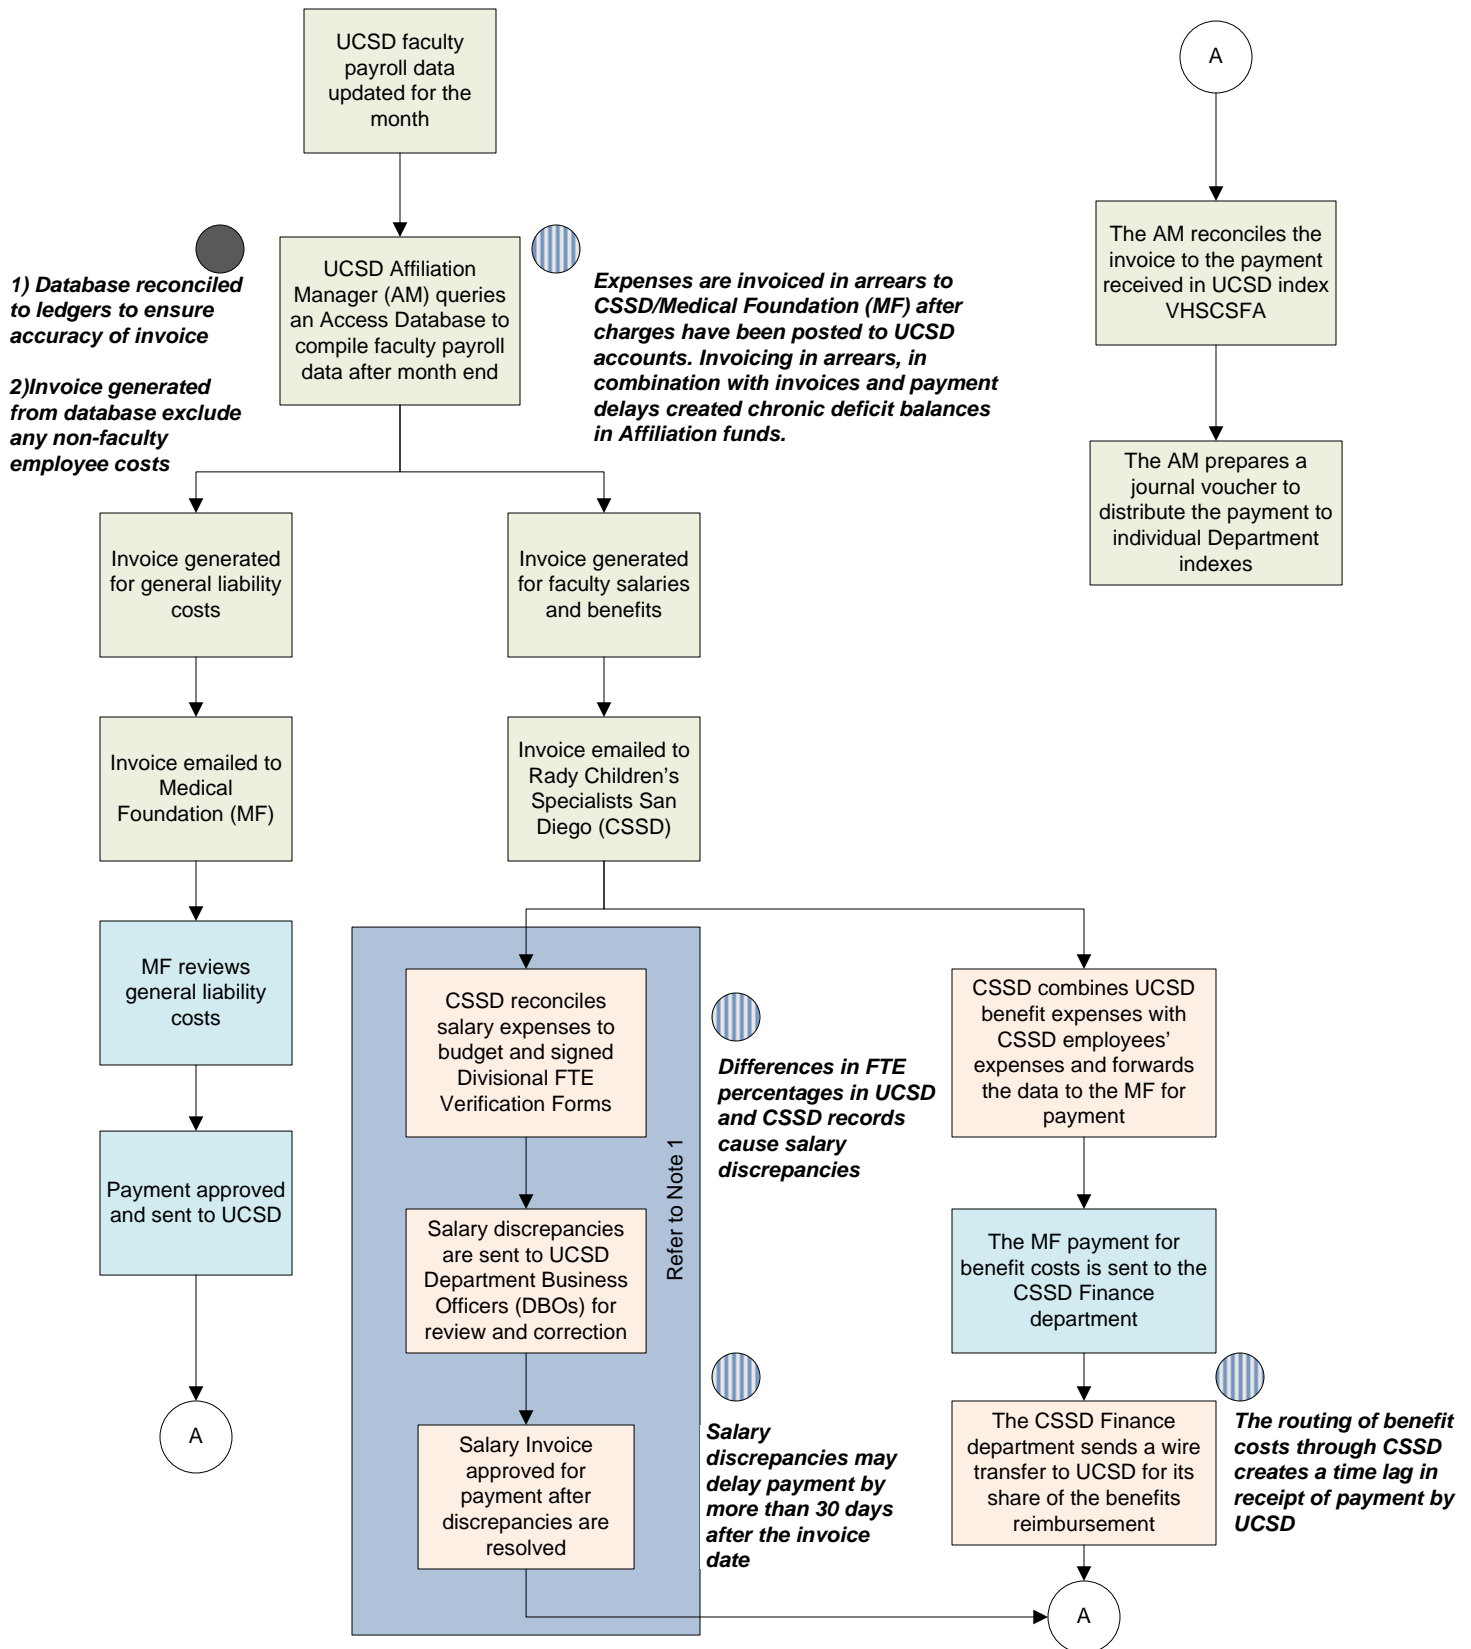 UCSD faculty
payroll data
updated for the
month
A
1) Database reconciled
to ledgers to ensure
accuracy of invoice
2)Invoice generated
from database exclude
any non-faculty
employee costs
UCSD Affiliation
Manager (AM) queries
an Access Database to
compile faculty payroll
data after month end
Expenses are invoiced in arrears to
CSSD/Medical Foundation (MF) after
charges have been posted to UCSD
accounts. Invoicing in arrears, in
combination with invoices and payment
delays created chronic deficit balances
in Affiliation funds.
The AM reconciles the
invoice to the payment
received in UCSD index
VHSCSFA
The AM prepares a
journal voucher to
distribute the payment to
individual Department
indexes
Invoice generated
for general liability
costs
Invoice generated
for faculty salaries
and benefits
Invoice emailed to
Medical
Foundation (MF)
Invoice emailed to
Rady Children’s
Specialists San
Diego (CSSD)
MF reviews
general liability
costs
Payment approved
and sent to UCSD
A
CSSD reconciles
salary expenses to
budget and signed
Divisional FTE
Verification Forms
Salary discrepancies
are sent to UCSD
Department Business
Officers (DBOs) for
review and correction
Salary Invoice
approved for
payment after
discrepancies are
resolved
Refer to Note 1
Differences in FTE
percentages in UCSD
and CSSD records
cause salary
discrepancies
Salary
discrepancies may
delay payment by
more than 30 days
after the invoice
date
CSSD combines UCSD
benefit expenses with
CSSD employees’
expenses and forwards
the data to the MF for
payment
The MF payment for
benefit costs is sent to the
CSSD Finance
department
The CSSD Finance
department sends a wire
transfer to UCSD for its
share of the benefits
reimbursement
The routing of benefit
costs through CSSD
creates a time lag in
receipt of payment by
UCSD
A